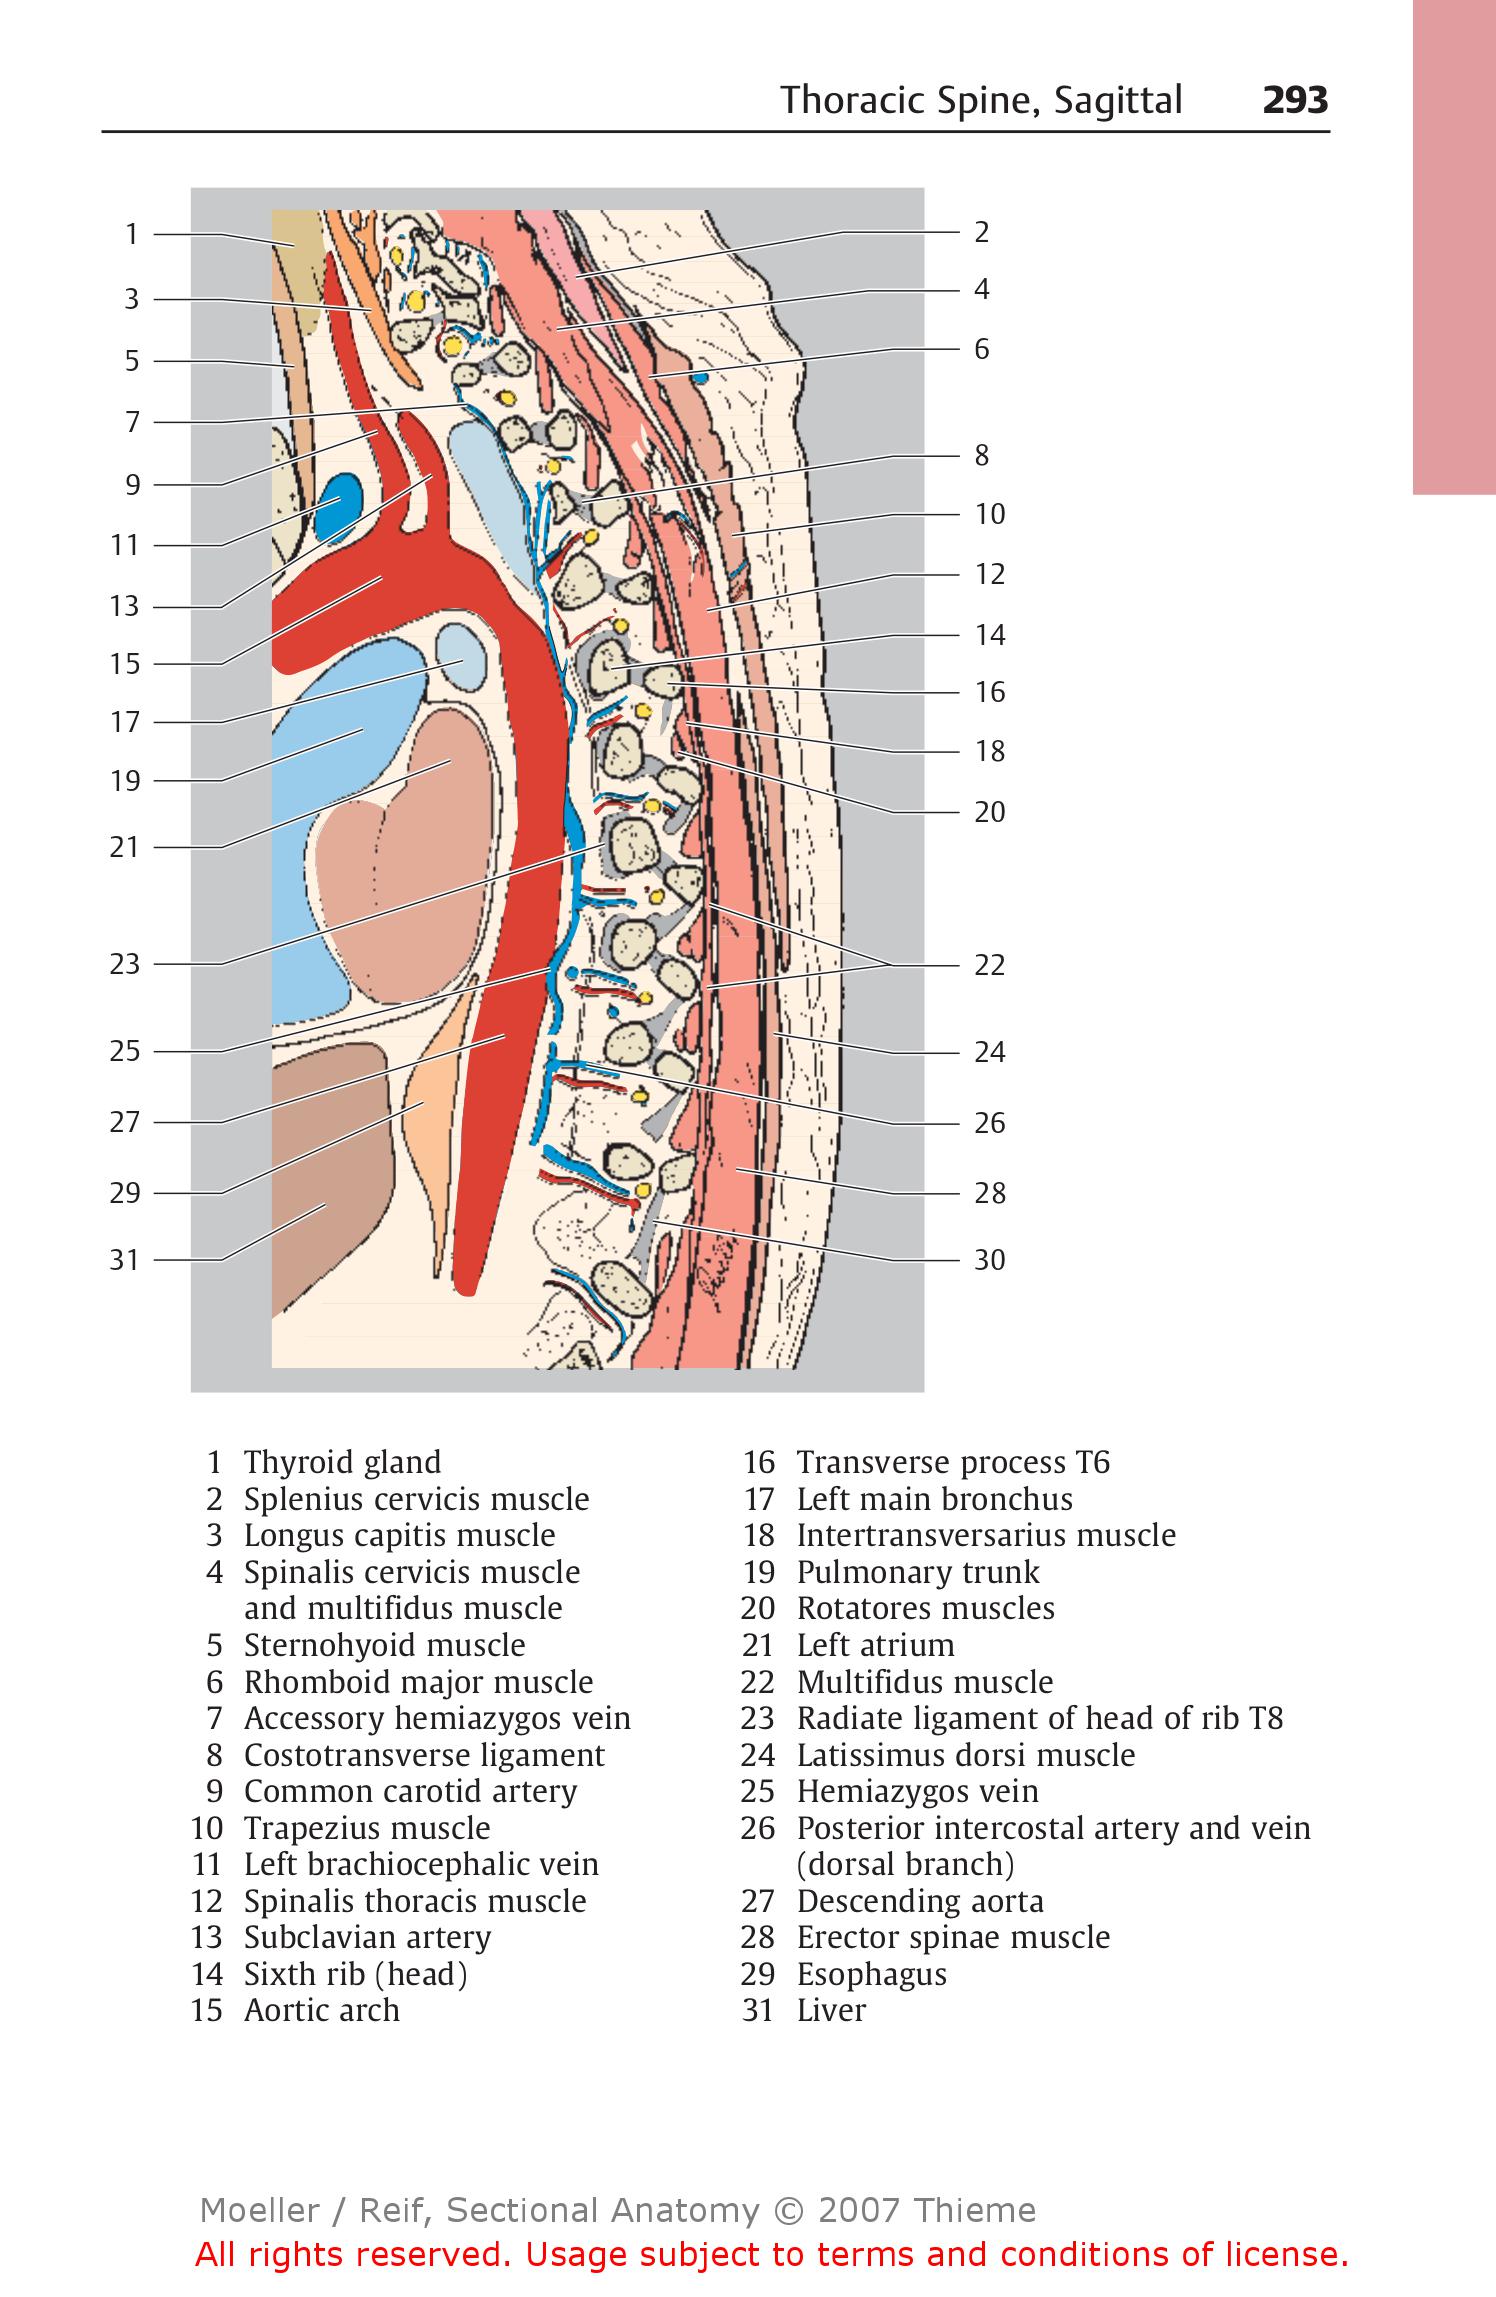 Thoracic Spine, Sagittal 293
1
3
5
7
9
11
13
15
17
19
21
23
25
27
29
31
2
4
6
8
10
12
14
16
18
20
22
24
26
28
30
1 Thyroid gland
2 Splenius cervicis muscle
3 Longus capitis muscle
4 Spinalis cervicis muscle
and multifidus muscle
5 Sternohyoid muscle
6 Rhomboid major muscle
7 Accessory hemiazygos vein
8 Costotransverse ligament
9 Common carotid artery
10 Trapezius muscle
11 Left brachiocephalic vein
12 Spinalis thoracis muscle
13 Subclavian artery
14 Sixth rib (head)
15 Aortic arch
16 Transverse process T6
17 Left main bronchus
18 Intertransversarius muscle
19 Pulmonary trunk
20 Rotatores muscles
21 Left atrium
22 Multifidus muscle
23 Radiate ligament of head of rib T8
24 Latissimus dorsi muscle
25 Hemiazygos vein
26 Posterior intercostal artery and vein
(dorsal branch)
27 Descending aorta
28 Erector spinae muscle
29 Esophagus
31 Liver
Moeller / Reif, Sectional Anatomy © 2007 Thieme
All rights reserved. Usage subject to terms and conditions of license.